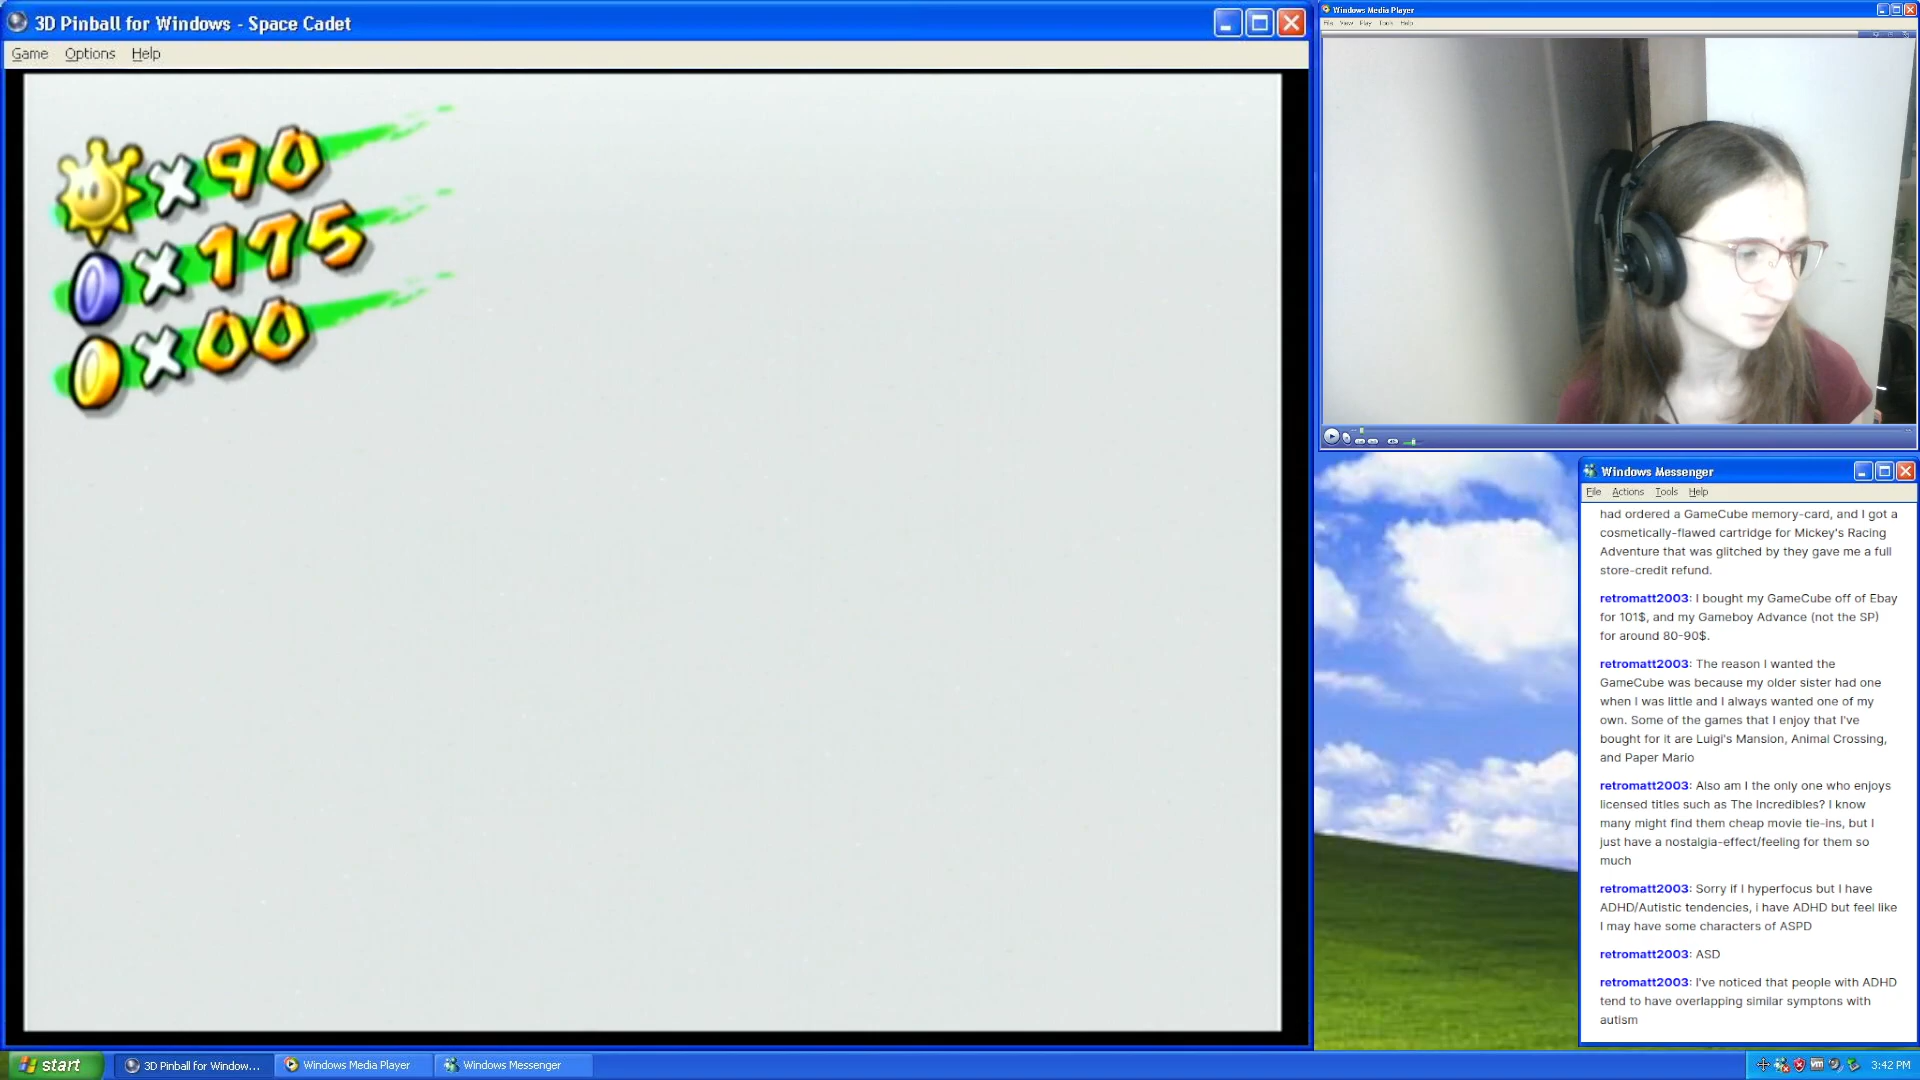 3D Pinball for Windows - Space Cadet
Game Options Help
×90
×175
×00
Windows Media Player
File View Play Tools Help
Windows Messenger
File Actions Tools Help
had ordered a GameCube memory-card, and I got a
cosmetically-flawed cartridge for Mickey's Racing
Adventure that was glitched by they gave me a full
store-credit refund.
retromatt2003: I bought my GameCube off of Ebay
for 101$, and my Gameboy Advance (not the SP)
for around 80-90$.
retromatt2003: The reason I wanted the
GameCube was because my older sister had one
when I was little and I always wanted one of my
own. Some of the games that I enjoy that I've
bought for it are Luigi's Mansion, Animal Crossing,
and Paper Mario
retromatt2003: Also am I the only one who enjoys
licensed titles such as The Incredibles? I know
many might find them cheap movie tie-ins, but I
just have a nostalgia-effect/feeling for them so
much
retromatt2003: Sorry if I hyperfocus but I have
ADHD/Autistic tendencies, i have ADHD but feel like
I may have some characters of ASPD
retromatt2003: ASD
retromatt2003: I've noticed that people with ADHD
tend to have overlapping similar symptons with
autism
start
3D Pinball for Window...
Windows Media Player
Windows Messenger
3:42 PM